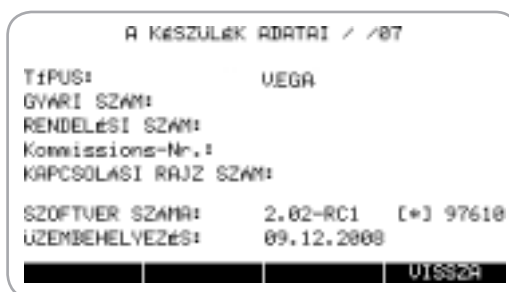 A KÉSZÜLÉK ADATAI / /07
TÍPUS: VEGA
GYÁRI SZÁM:
RENDELÉSI SZÁM:
Kommissions-Nr.:
KAPCSOLÁSI RAJZ SZÁM:
SZOFTVER SZÁMA: 2.02-RC1 [*] 97610
ÜZEMBEHELYEZÉS: 09.12.2008
VISSZA